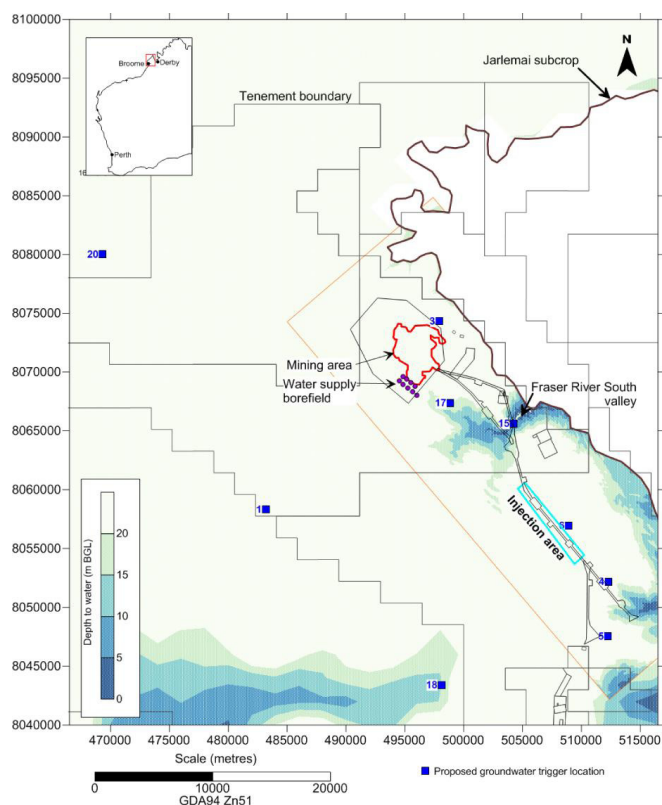 8100000
8095000
8090000
8085000
8080000
8075000
8070000
8065000
8060000
8055000
8050000
8045000
8040000
Broome
Derby
Perth
16
Jarlemai subcrop
N
Tenement boundary
20
3
Mining area
Water supply
borefield
17
Fraser River South
valley
15
1
Injection area
4
5
18
Depth to water (m BGL)
20
15
10
5
0
470000
475000
480000
485000
490000
495000
500000
505000
510000
515000
Scale (metres)
0
10000
20000
GDA94 Zn51
Proposed groundwater trigger location